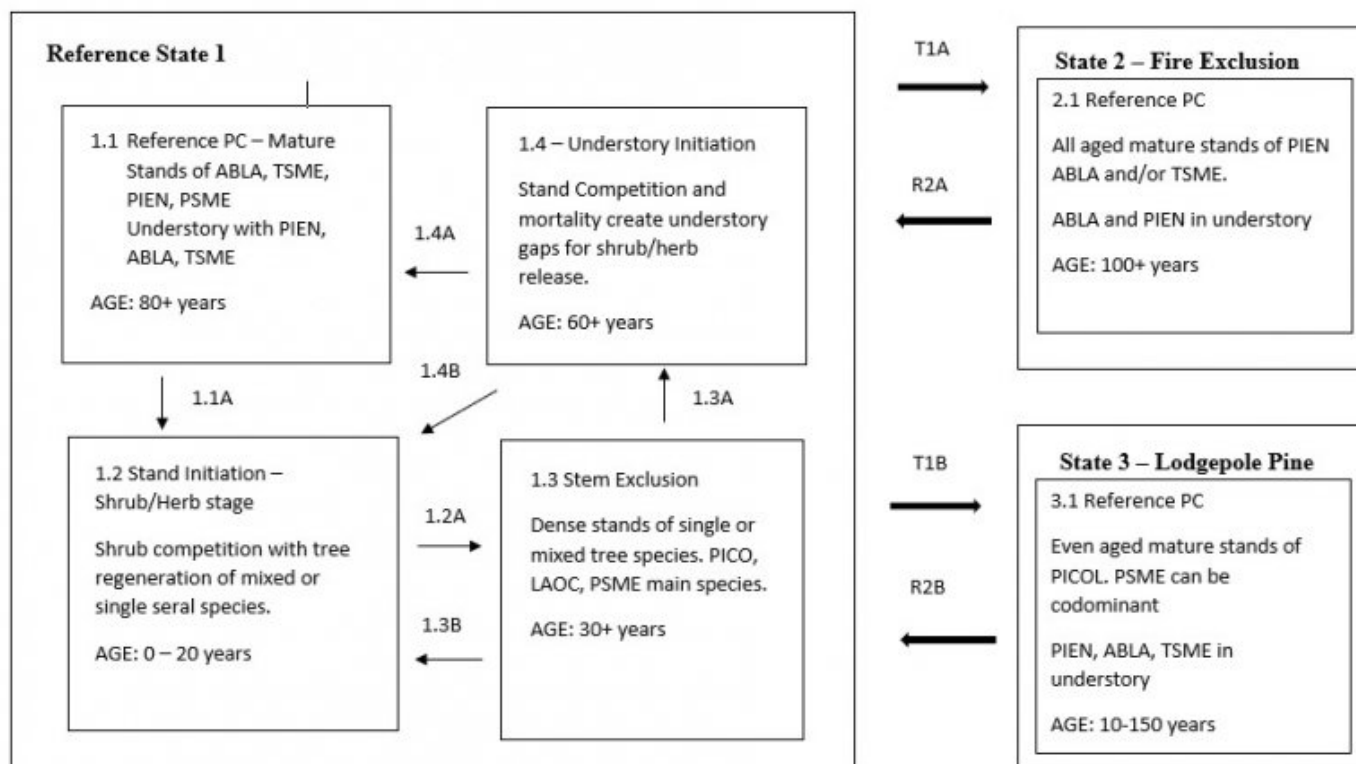 Reference State 1
1.1 Reference PC – Mature
Stands of ABLA, TSME,
PIEN, PSME
Understory with PIEN,
ABLA, TSME
AGE: 80+ years
1.4A
1.4 – Understory Initiation
Stand Competition and
mortality create understory
gaps for shrub/herb
release.
AGE: 60+ years
1.1A
1.4B
1.3A
1.2 Stand Initiation –
Shrub/Herb stage
Shrub competition with tree
regeneration of mixed or
single seral species.
AGE: 0 – 20 years
1.2A
1.3B
1.3 Stem Exclusion
Dense stands of single or
mixed tree species. PICO,
LAOC, PSME main species.
AGE: 30+ years
T1A
R2A
State 2 – Fire Exclusion
2.1 Reference PC
All aged mature stands of PIEN
ABLA and/or TSME.
ABLA and PIEN in understory
AGE: 100+ years
T1B
R2B
State 3 – Lodgepole Pine
3.1 Reference PC
Even aged mature stands of
PICOL. PSME can be
codominant
PIEN, ABLA, TSME in
understory
AGE: 10-150 years